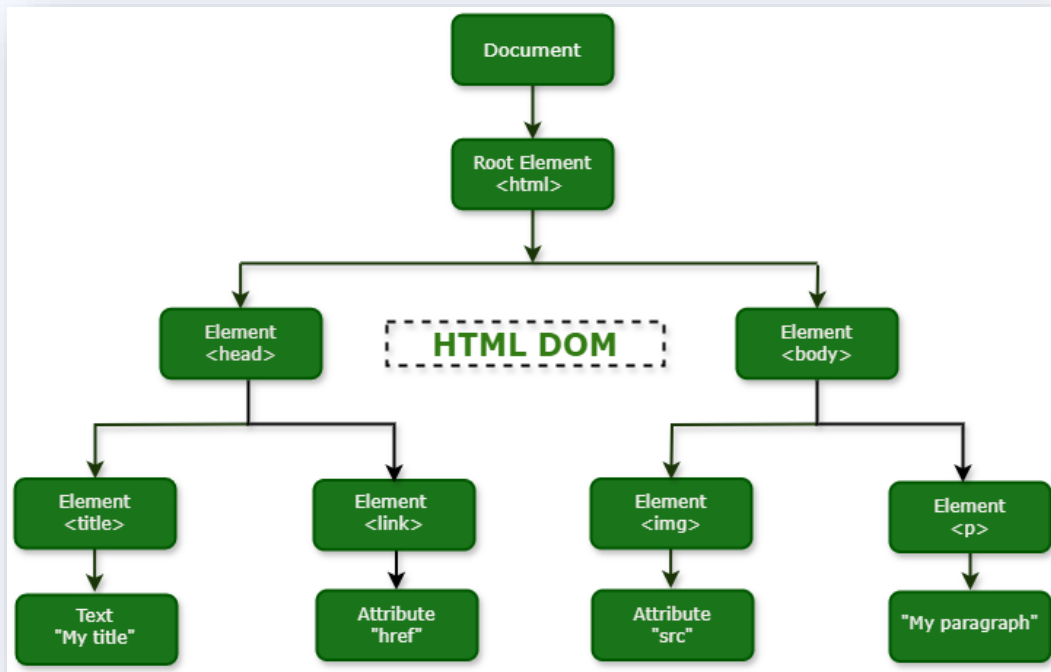 Document
Root Element
<html>
Element
<head>
HTML DOM
Element
<body>
Element
<title>
Element
<link>
Element
<img>
Element
<p>
Text
"My title"
Attribute
"href"
Attribute
"src"
"My paragraph"